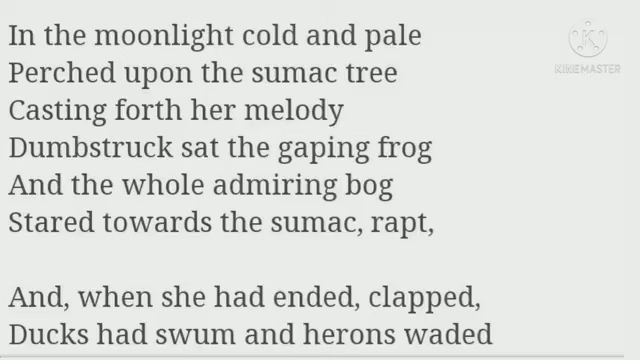 In the moonlight cold and pale
KINEMASTER
Perched upon the sumac tree
Casting forth her melody
Dumbstruck sat the gaping frog
And the whole admiring bog
Stared towards the sumac, rapt,
And, when she had ended, clapped,
Ducks had swum and herons waded